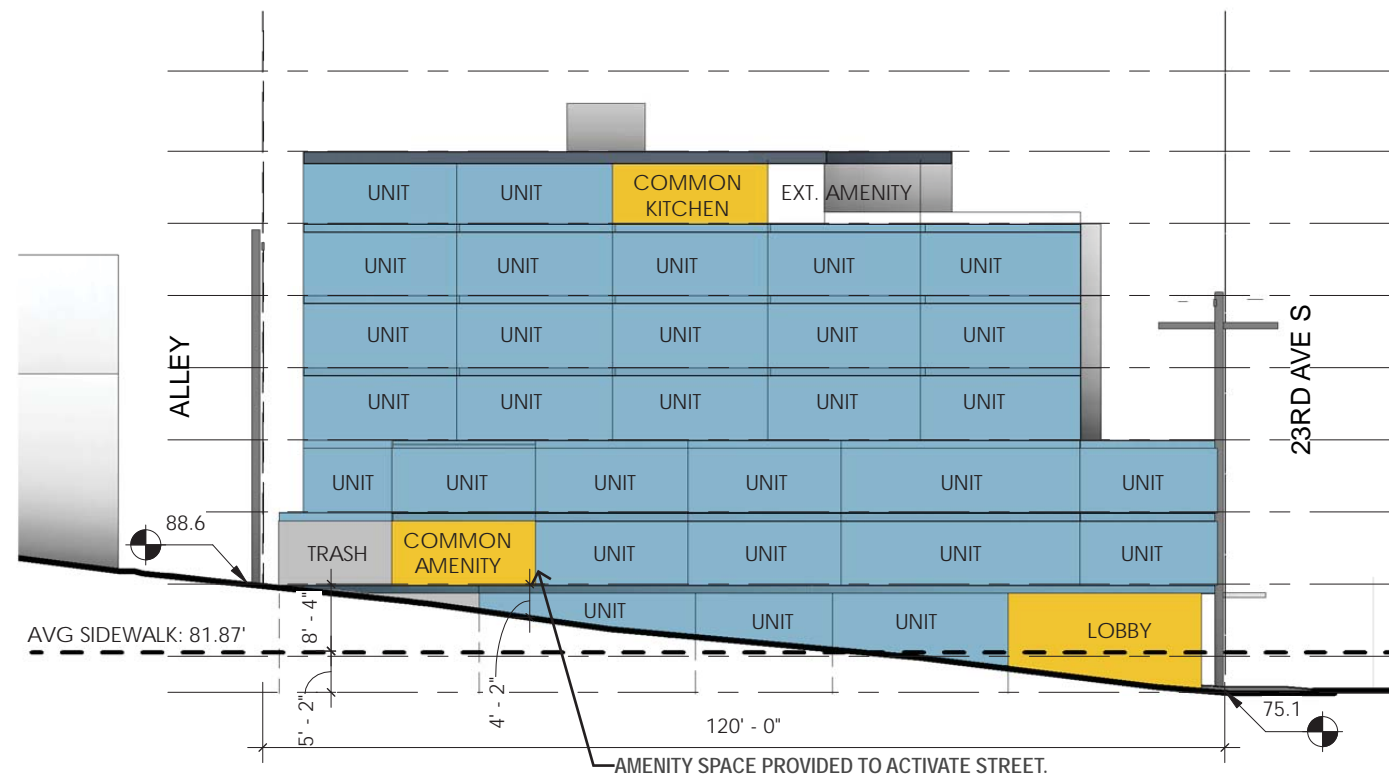 UNIT UNIT COMMON
KITCHEN EXT. AMENITY
UNIT UNIT UNIT UNIT UNIT
UNIT UNIT UNIT UNIT UNIT
UNIT UNIT UNIT UNIT UNIT
ALLEY
23RD AVE S
UNIT UNIT UNIT UNIT UNIT UNIT
88.6
TRASH COMMON
AMENITY UNIT UNIT UNIT UNIT
UNIT UNIT UNIT LOBBY
AVG SIDEWALK: 81.87'
8' - 4"
5' - 2"
4' - 2"
120' - 0"
75.1
AMENITY SPACE PROVIDED TO ACTIVATE STREET.